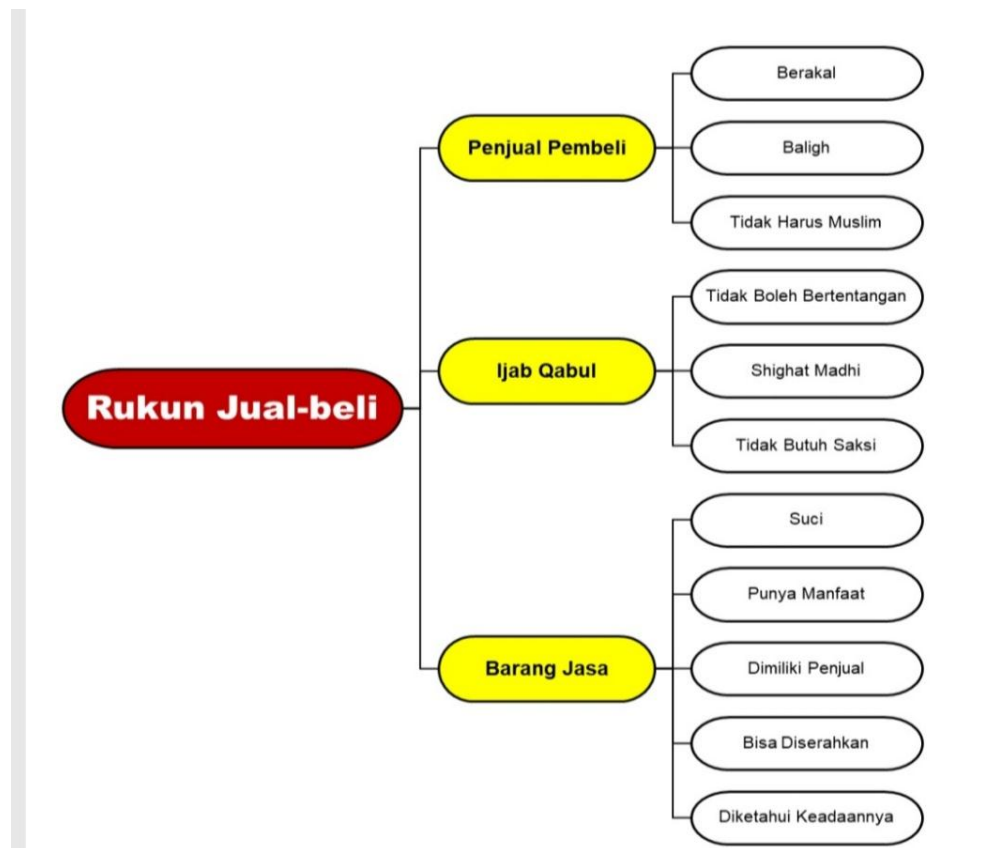 Rukun Jual-beli
Penjual Pembeli
Berakal
Baligh
Tidak Harus Muslim
Ijab Qabul
Tidak Boleh Bertentangan
Shighat Madhi
Tidak Butuh Saksi
Barang Jasa
Suci
Punya Manfaat
Dimiliki Penjual
Bisa Diserahkan
Diketahui Keadaannya